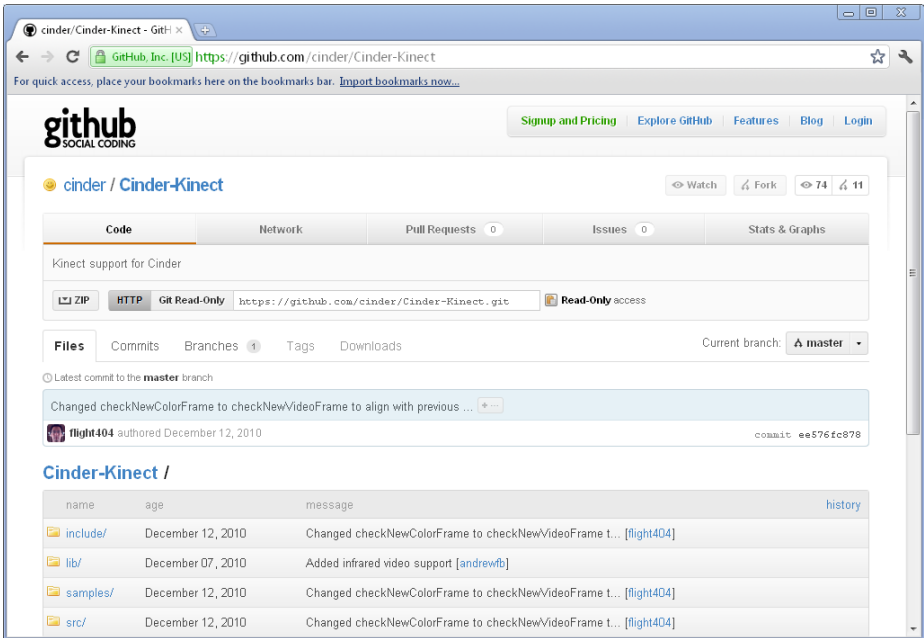 cinder/Cinder-Kinect - GitH
GitHub, Inc. [US] https://github.com/cinder/Cinder-Kinect
For quick access, place your bookmarks here on the bookmarks bar. Import bookmarks now...
github
SOCIAL CODING
Signup and Pricing Explore GitHub Features Blog Login
cinder / Cinder-Kinect
Watch Fork 74 11
Code Network Pull Requests 0 Issues 0 Stats & Graphs
Kinect support for Cinder
ZIP HTTP Git Read-Only https://github.com/cinder/Cinder-Kinect.git Read-Only access
Files Commits Branches 1 Tags Downloads Current branch: master
Latest commit to the master branch
Changed checkNewColorFrame to checkNewVideoFrame to align with previous ...
flight404 authored December 12, 2010 commit ee576fc878
Cinder-Kinect /
name age message history
include/ December 12, 2010 Changed checkNewColorFrame to checkNewVideoFrame t... [flight404]
lib/ December 07, 2010 Added infrared video support [andrewfb]
samples/ December 12, 2010 Changed checkNewColorFrame to checkNewVideoFrame t... [flight404]
src/ December 12, 2010 Changed checkNewColorFrame to checkNewVideoFrame t... [flight404]